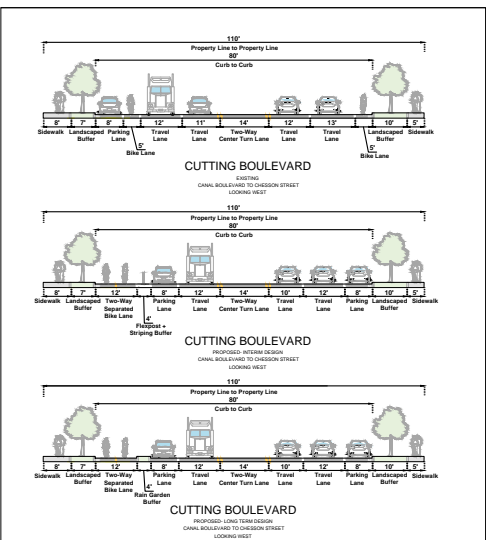 110'
Property Line to Property Line
80'
Curb to Curb
8' 7' 8' 12' 11' 14' 12' 13' 10' 5'
Sidewalk Landscaped Buffer Parking Lane Travel Lane Travel Lane Two-Way Center Turn Lane Travel Lane Travel Lane Landscaped Buffer Sidewalk
5' Bike Lane 5' Bike Lane
CUTTING BOULEVARD
EXISTING
CANAL BOULEVARD TO CHESSON STREET
LOOKING WEST
110'
Property Line to Property Line
80'
Curb to Curb
8' 7' 12' 8' 12' 14' 10' 12' 8' 10' 5'
Sidewalk Landscaped Buffer Two-Way Separated Bike Lane Parking Lane Travel Lane Two-Way Center Turn Lane Travel Lane Travel Lane Parking Lane Landscaped Buffer Sidewalk
4'
Flexpost +
Striping Buffer
CUTTING BOULEVARD
PROPOSED- INTERIM DESIGN
CANAL BOULEVARD TO CHESSON STREET
LOOKING WEST
110'
Property Line to Property Line
80'
Curb to Curb
8' 7' 12' 8' 12' 14' 10' 12' 8' 10' 5'
Sidewalk Landscaped Buffer Two-Way Separated Bike Lane Parking Lane Travel Lane Two-Way Center Turn Lane Travel Lane Travel Lane Parking Lane Landscaped Buffer Sidewalk
4'
Rain Garden
Buffer
CUTTING BOULEVARD
PROPOSED- LONG TERM DESIGN
CANAL BOULEVARD TO CHESSON STREET
LOOKING WEST